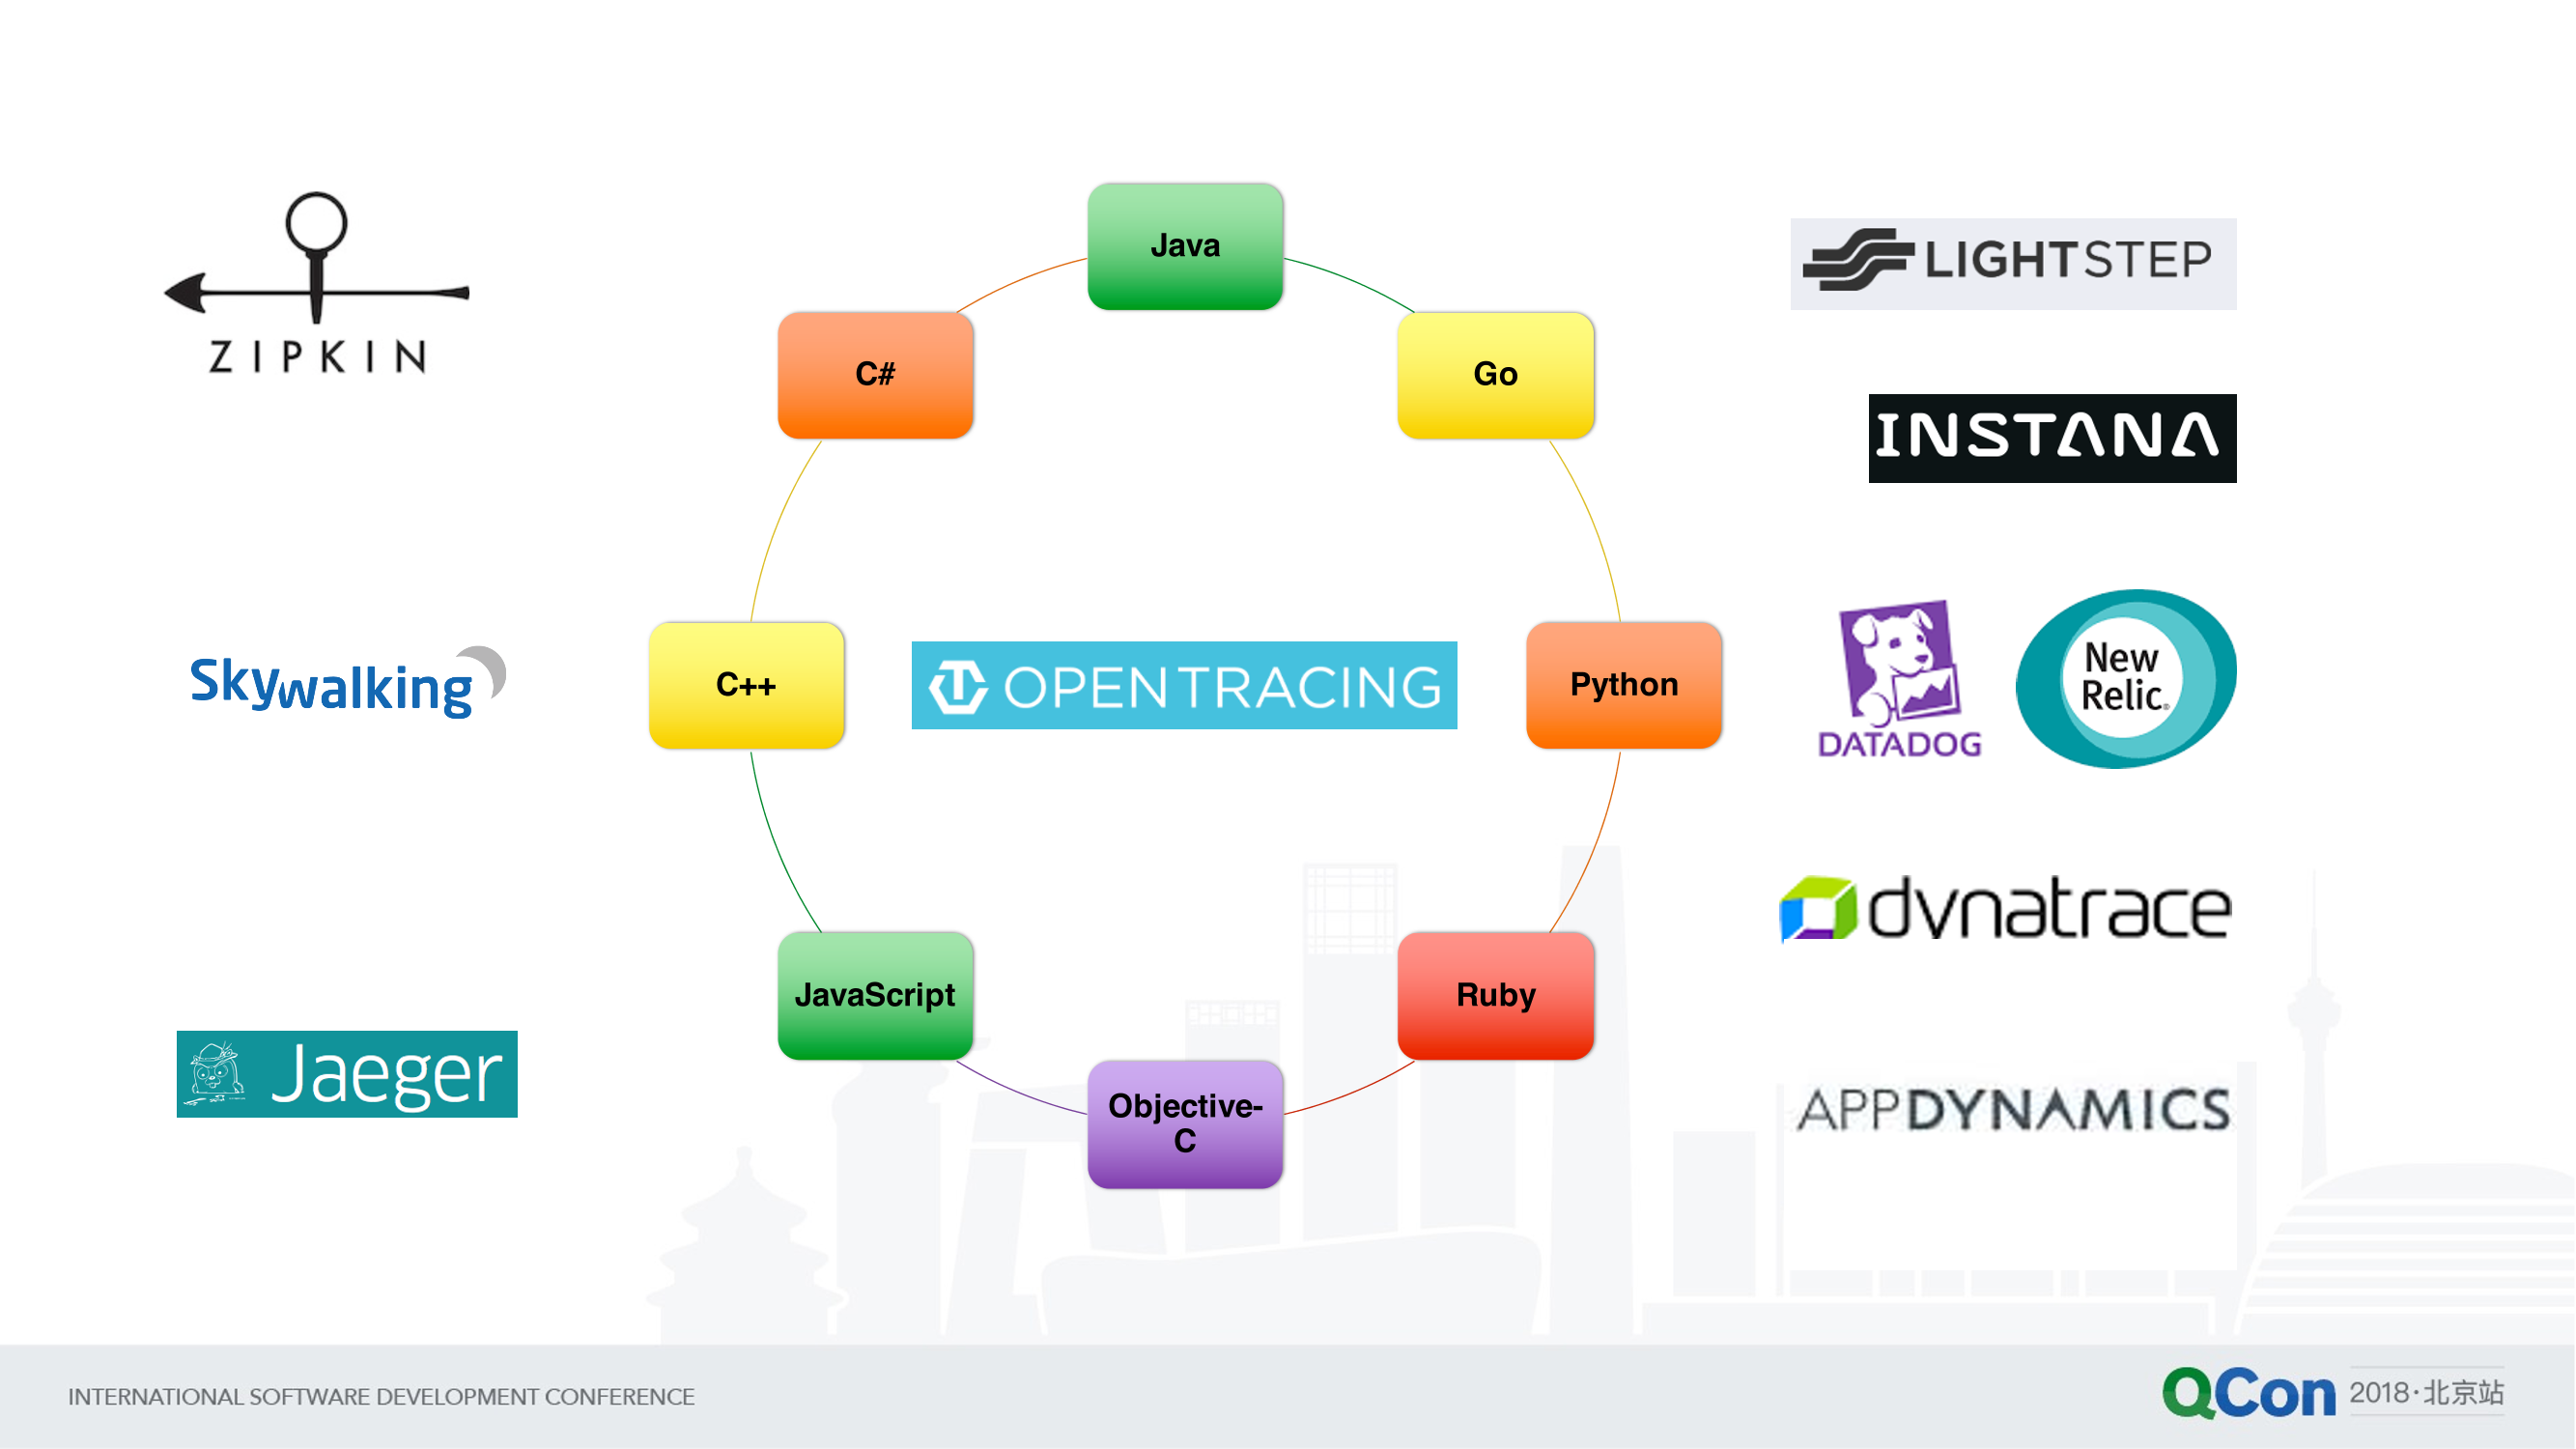 ZIPKIN
Skywalking
Jaeger
Java
Go
Python
Ruby
Objective-
C
JavaScript
C++
C#
OPENTRACING
LIGHTSTEP
INSTANA
DATADOG
New
Relic
dynatrace
APPDYNAMICS
INTERNATIONAL SOFTWARE DEVELOPMENT CONFERENCE
QCon 2018·北京站